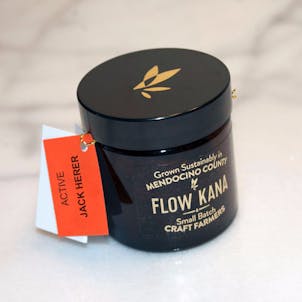 Grown Sustainably in
MENDOCINO COUNTY
FLOW KANA
Small Batch
CRAFT FARMERS
ACTIVE
JACK HERER